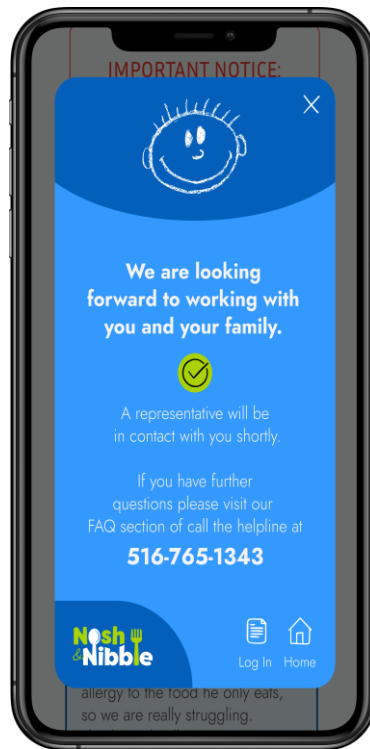 IMPORTANT NOTICE:
We are looking
forward to working with
you and your family.
A representative will be
in contact with you shortly.
If you have further
questions please visit our
FAQ section of call the helpline at
516-765-1343
Nosh
&Nibble
Log In Home
allergy to the food he only eats,
so we are really struggling.